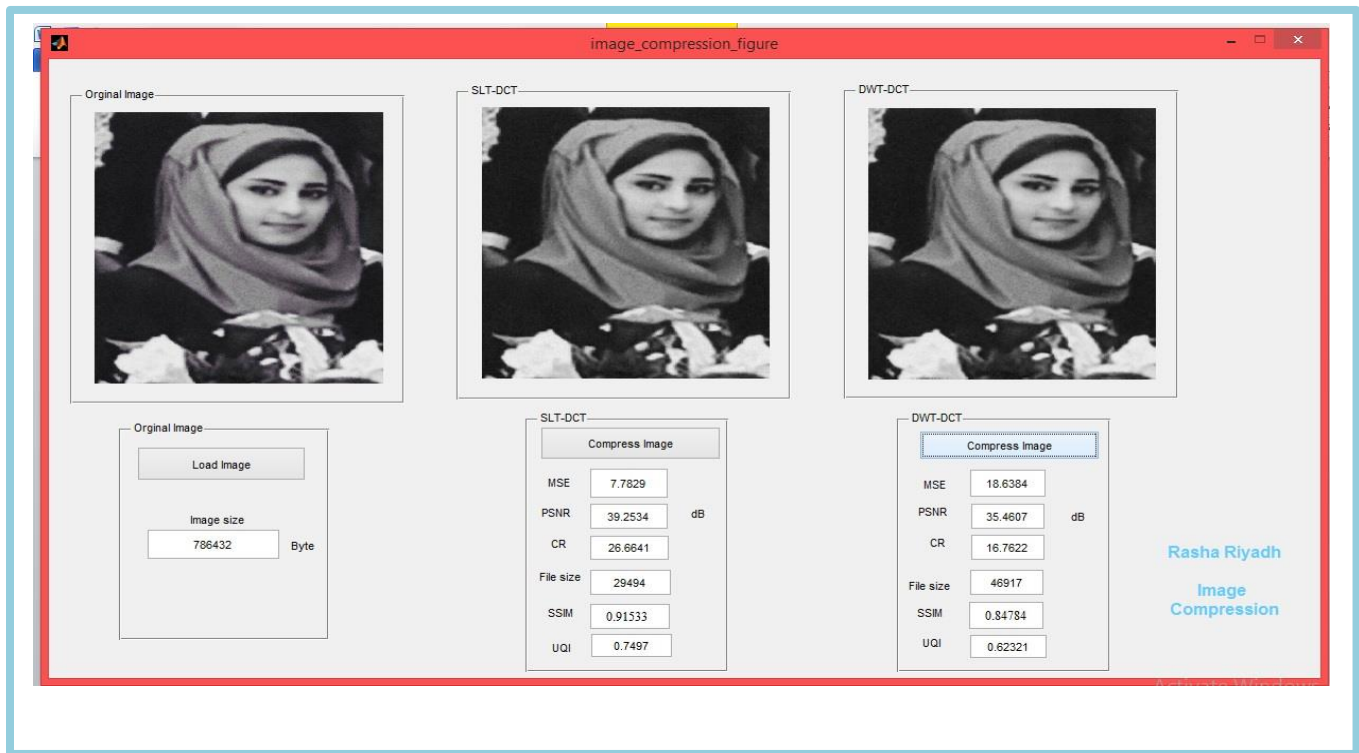 image_compression_figure
Orginal Image
SLT-DCT
DWT-DCT
Orginal Image
Load Image
Image size
786432 Byte
SLT-DCT
Compress Image
MSE 7.7829
PSNR 39.2534 dB
CR 26.6641
File size 29494
SSIM 0.91533
UQI 0.7497
DWT-DCT
Compress Image
MSE 18.6384
PSNR 35.4607 dB
CR 16.7622
File size 46917
SSIM 0.84784
UQI 0.62321
Rasha Riyadh
Image
Compression
Activate Windows